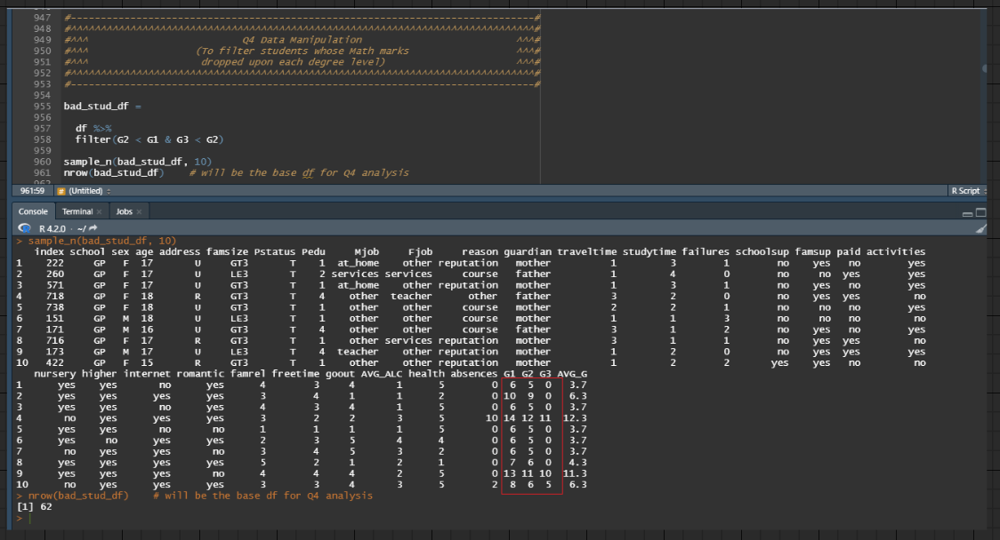 947 #-----------------------------------------------------------------------------#
948 #^^^^^^^^^^^^^^^^^^^^^^^^^^^^^^^^^^^^^^^^^^^^^^^^^^^^^^^^^^^^^^^^^^^^^^^^^^^^^#
949 #^^^ Q4 Data Manipulation ^^^#
950 #^^^ (To filter students whose Math marks ^^^#
951 #^^^ dropped upon each degree level) ^^^#
952 #^^^^^^^^^^^^^^^^^^^^^^^^^^^^^^^^^^^^^^^^^^^^^^^^^^^^^^^^^^^^^^^^^^^^^^^^^^^^^#
953 #-----------------------------------------------------------------------------#
954
955 bad_stud_df =
956
957 df %>%
958 filter(G2 < G1 & G3 < G2)
959
960 sample_n(bad_stud_df, 10)
961 nrow(bad_stud_df) # will be the base df for Q4 analysis
961:59 # (Untitled) R Script
Console Terminal Jobs
R 4.2.0 · ~/
> sample_n(bad_stud_df, 10)
index school sex age address famsize Pstatus Pedu Mjob Fjob reason guardian traveltime studytime failures schoolsup famsup paid activities
1 222 GP F 17 U GT3 T 1 at_home other reputation mother 1 3 1 no yes no yes
2 260 GP F 17 U LE3 T 2 services services course father 1 4 0 no no yes yes
3 571 GP F 17 U GT3 T 1 at_home other reputation mother 1 3 1 no yes no yes
4 718 GP F 18 R GT3 T 4 other teacher other father 3 2 0 no yes yes no
5 738 GP F 18 U GT3 T 1 other other course mother 2 2 1 no no no yes
6 151 GP M 18 U LE3 T 1 other other course mother 1 1 3 no no no no
7 171 GP M 16 U GT3 T 4 other other course father 3 1 2 no yes no yes
8 716 GP F 17 R GT3 T 1 other services reputation mother 3 1 1 no yes yes no
9 173 GP M 17 U LE3 T 4 teacher other reputation mother 1 2 0 no yes yes yes
10 422 GP F 15 R GT3 T 1 other other reputation mother 1 2 2 yes yes no no
nursery higher internet romantic famrel freetime goout AVG_ALC health absences G1 G2 G3 AVG_G
1 yes yes no yes 4 3 4 1 5 0 6 5 0 3.7
2 yes yes yes yes 3 4 1 1 2 0 10 9 0 6.3
3 yes yes no yes 4 3 4 1 5 0 6 5 0 3.7
4 no yes yes yes 3 2 2 3 5 10 14 12 11 12.3
5 yes yes no no 1 1 1 1 5 0 6 5 0 3.7
6 yes no yes yes 2 3 5 4 4 0 6 5 0 3.7
7 no yes yes no 3 4 5 3 2 0 6 5 0 3.7
8 yes yes yes yes 5 2 1 2 1 0 7 6 0 4.3
9 yes yes yes no 4 4 4 2 5 0 13 11 10 11.3
10 no yes yes yes 3 3 4 3 5 2 8 6 5 6.3
> nrow(bad_stud_df) # will be the base df for Q4 analysis
[1] 62
>